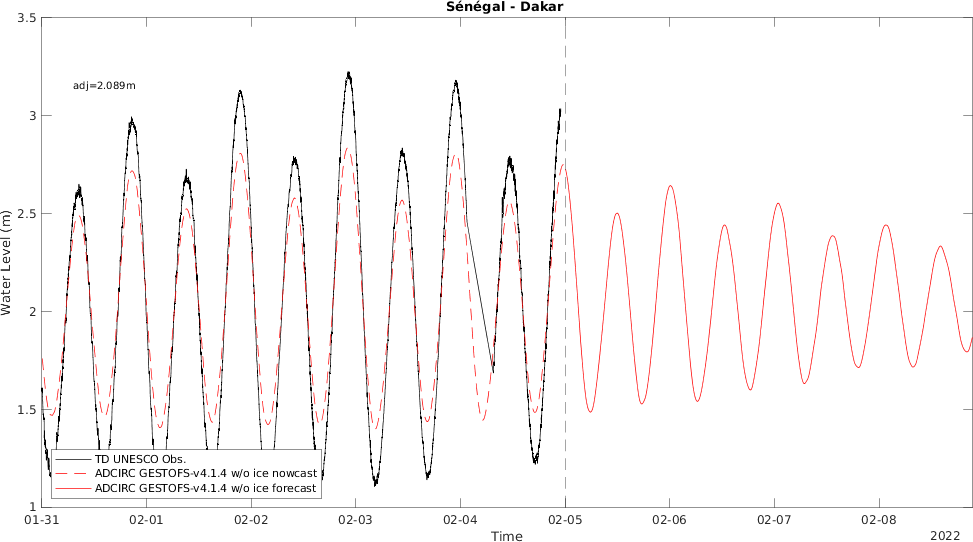 Sénégal - Dakar
3.5
adj=2.089m
3
2.5
Water Level (m)
2
1.5
TD UNESCO Obs.
ADCIRC GESTOFS-v4.1.4 w/o ice nowcast
ADCIRC GESTOFS-v4.1.4 w/o ice forecast
1
01-31 02-01 02-02 02-03 02-04 02-05 02-06 02-07 02-08
Time
2022